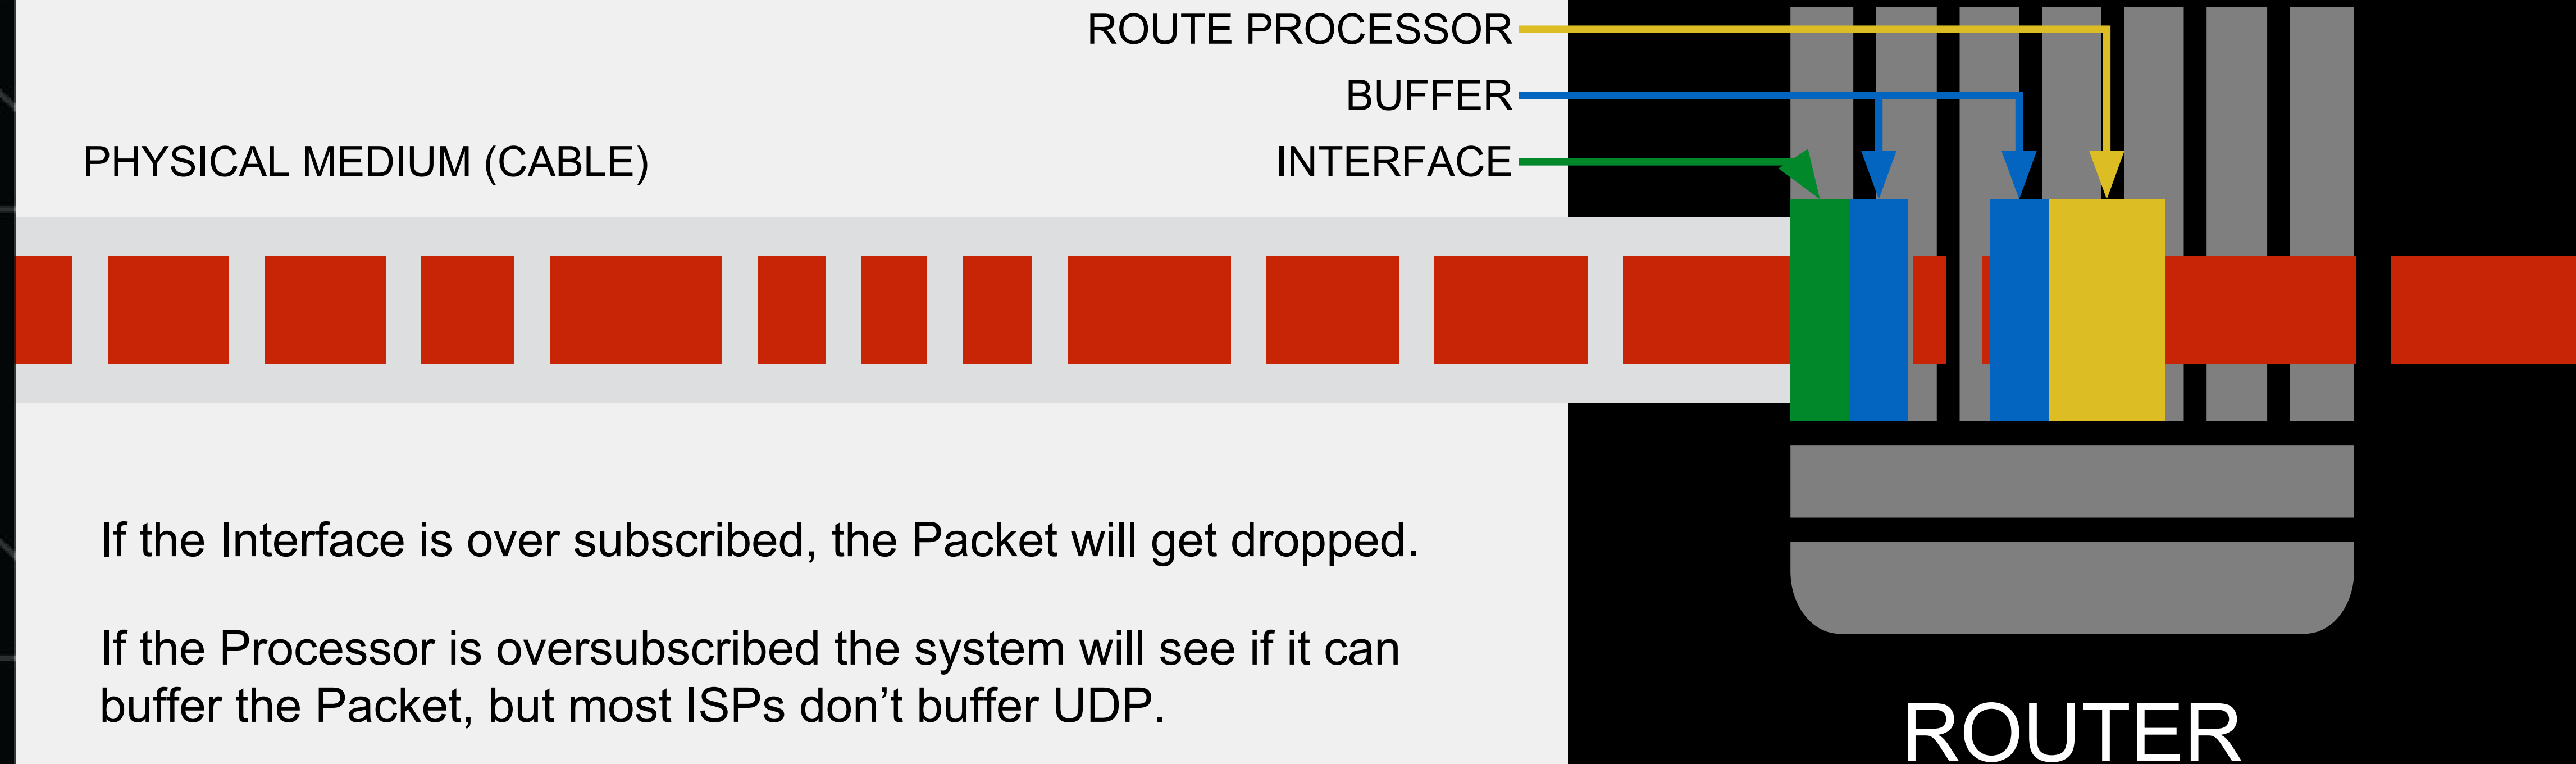 ROUTE PROCESSOR
BUFFER
PHYSICAL MEDIUM (CABLE)
INTERFACE
If the Interface is over subscribed, the Packet will get dropped.
If the Processor is oversubscribed the system will see if it can
buffer the Packet, but most ISPs don’t buffer UDP.
ROUTER